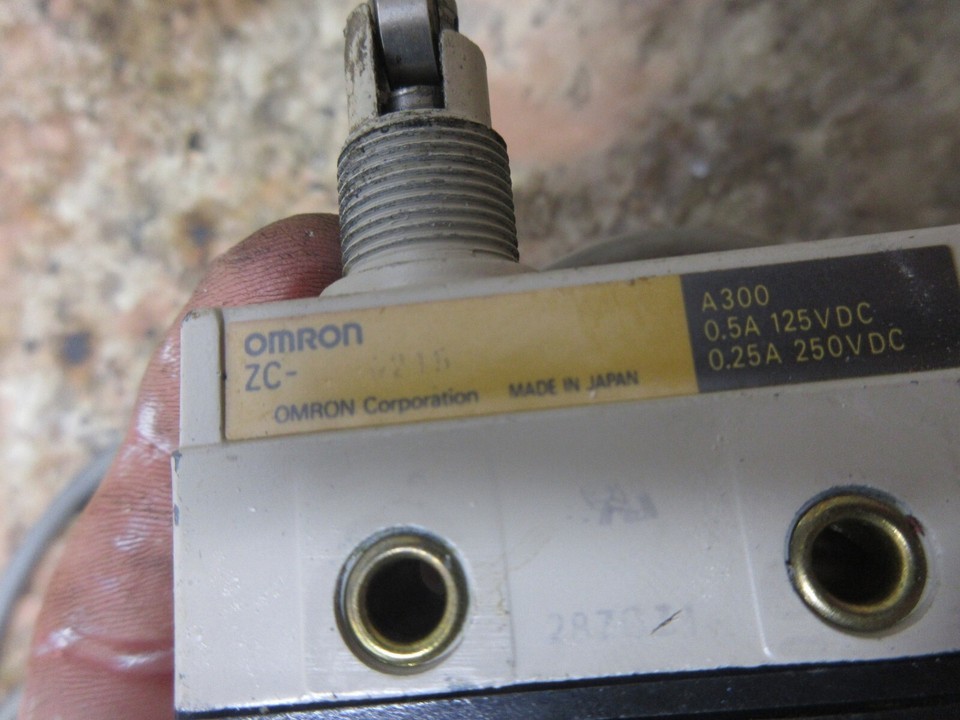 omron
ZC-
OMRON Corporation MADE IN JAPAN
A300
0.5A 125VDC
0.25A 250VDC